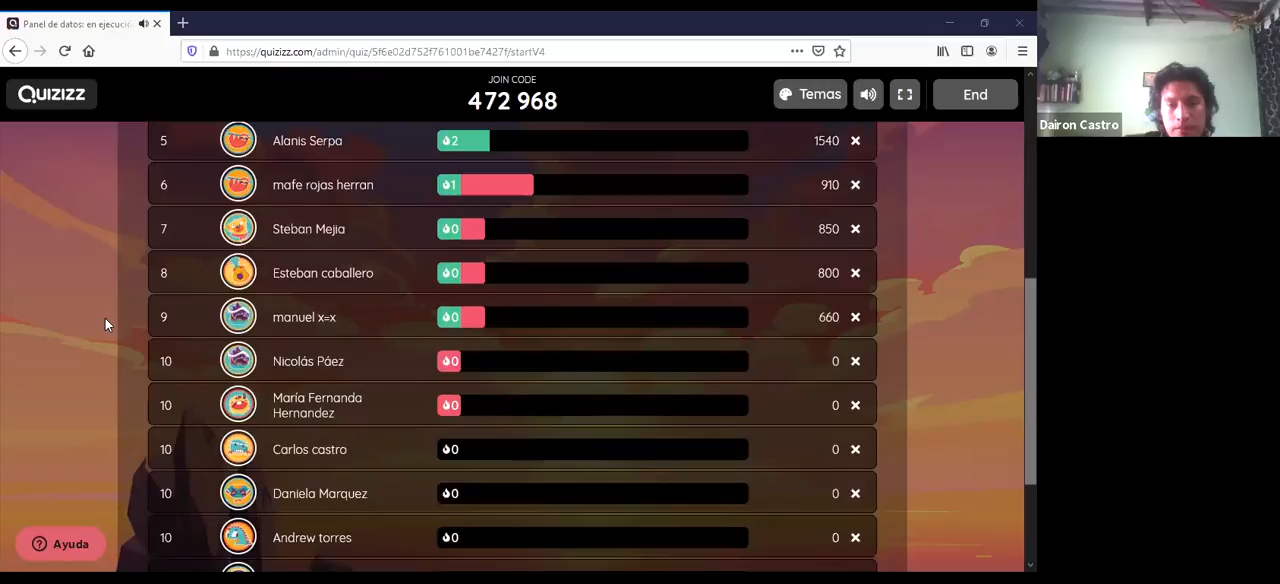 Panel de datos: en ejecució
https://quizizz.com/admin/quiz/5f6e02d752f761001be7427f/startV4
QUIZIZZ
JOIN CODE
472 968
Temas
End
5 Alanis Serpa 2 1540
6 mafe rojas herran 1 910
7 Steban Mejia 0 850
8 Esteban caballero 0 800
9 manuel x=x 0 660
10 Nicolás Páez 0 0
10 María Fernanda
Hernandez 0 0
10 Carlos castro 0 0
10 Daniela Marquez 0 0
10 Andrew torres 0 0
Ayuda
Dairon Castro